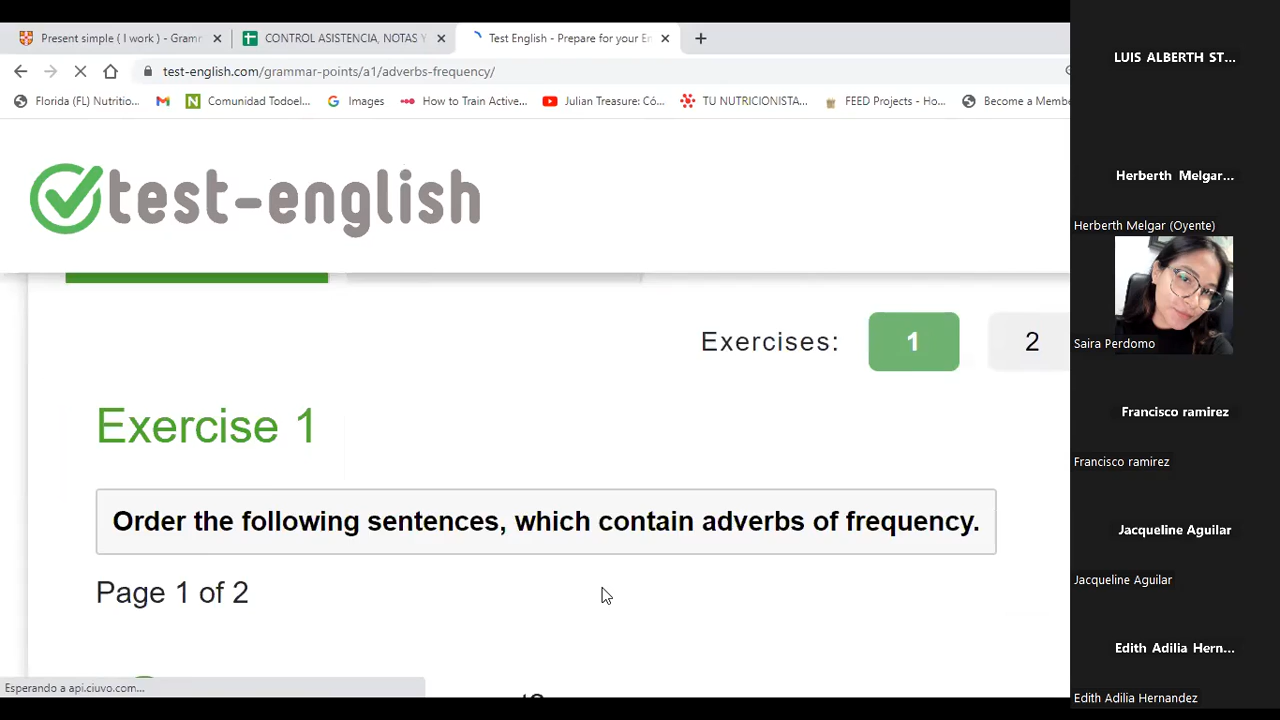 Present simple ( I work ) - Gramm
CONTROL ASISTENCIA, NOTAS Y
Test English - Prepare for your En
test-english.com/grammar-points/a1/adverbs-frequency/
Florida (FL) Nutritio...
Comunidad Todoel...
Images
How to Train Active...
Julian Treasure: Có...
TU NUTRICIONISTA...
FEED Projects - Ho...
Become a Membe
test-english
Exercises:
1
2
Exercise 1
Order the following sentences, which contain adverbs of frequency.
Page 1 of 2
Esperando a api.ciuvo.com...
LUIS ALBERTH ST...
Herberth Melgar...
Herberth Melgar (Oyente)
Saira Perdomo
Francisco ramirez
Francisco ramirez
Jacqueline Aguilar
Jacqueline Aguilar
Edith Adilia Hern...
Edith Adilia Hernandez